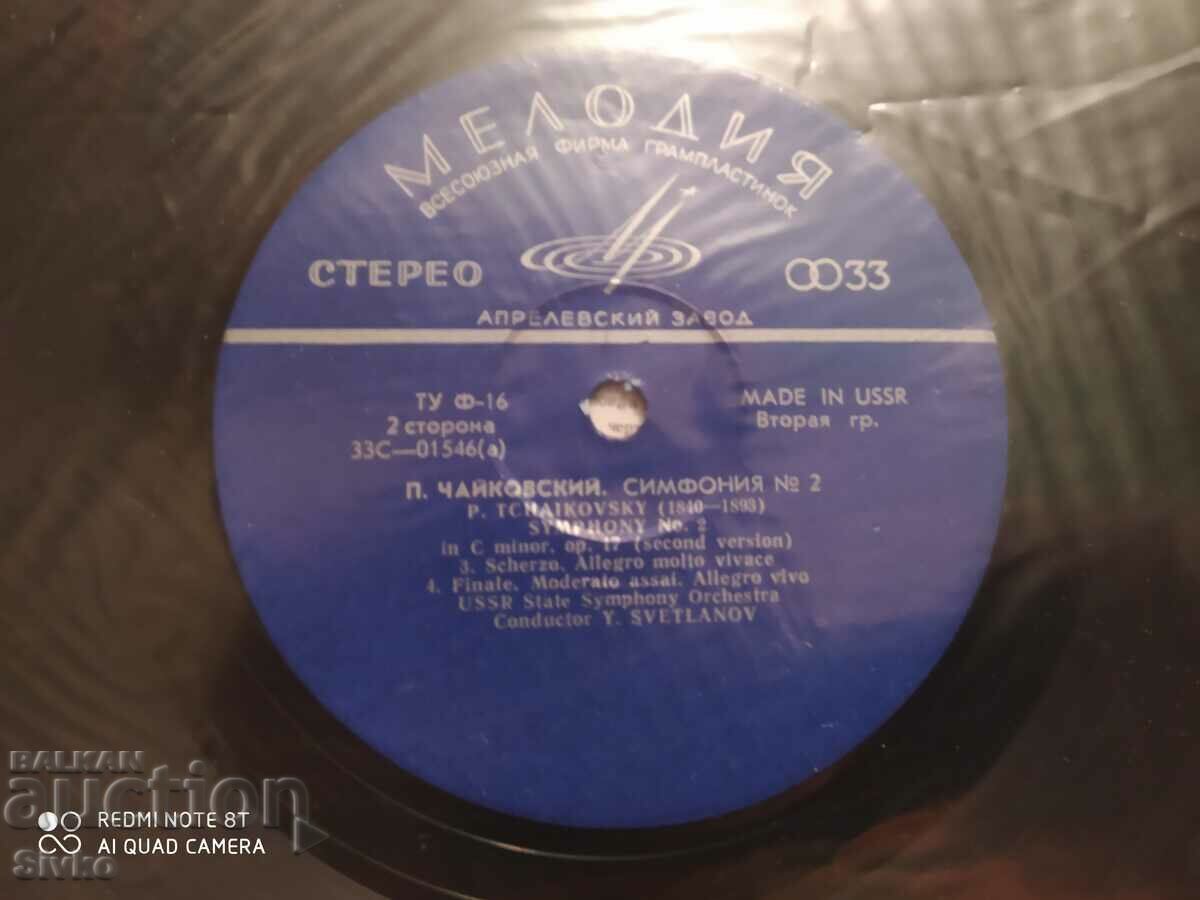 МЕЛОДИЯ
ВСЕСОЮЗНАЯ ФИРМА ГРАМПЛАСТИНОК
СТЕРЕО
33
АПРЕЛЕВСКИЙ ЗАВОД
ТУ Ф-16
MADE IN USSR
2 сторона
Вторая гр.
33С—01546(а)
П. ЧАЙКОВСКИЙ. СИМФОНИЯ № 2
P. TCHAIKOVSKY (1840—1893)
SYMPHONY No. 2
in C minor, op. 17 (second version)
3. Scherzo. Allegro molto vivace
4. Finale. Moderato assai. Allegro vivo
USSR State Symphony Orchestra
Conductor Y. SVETLANOV
BALKAN
auction
REDMI NOTE 8T
AI QUAD CAMERA
Sivko